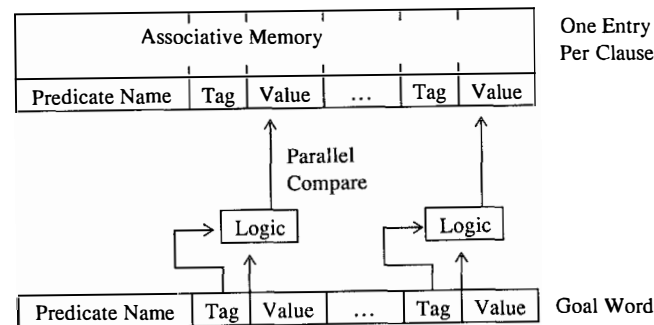 Associative Memory
One Entry
Per Clause
Predicate Name Tag Value ... Tag Value
Parallel
Compare
Logic Logic
Predicate Name Tag Value ... Tag Value Goal Word